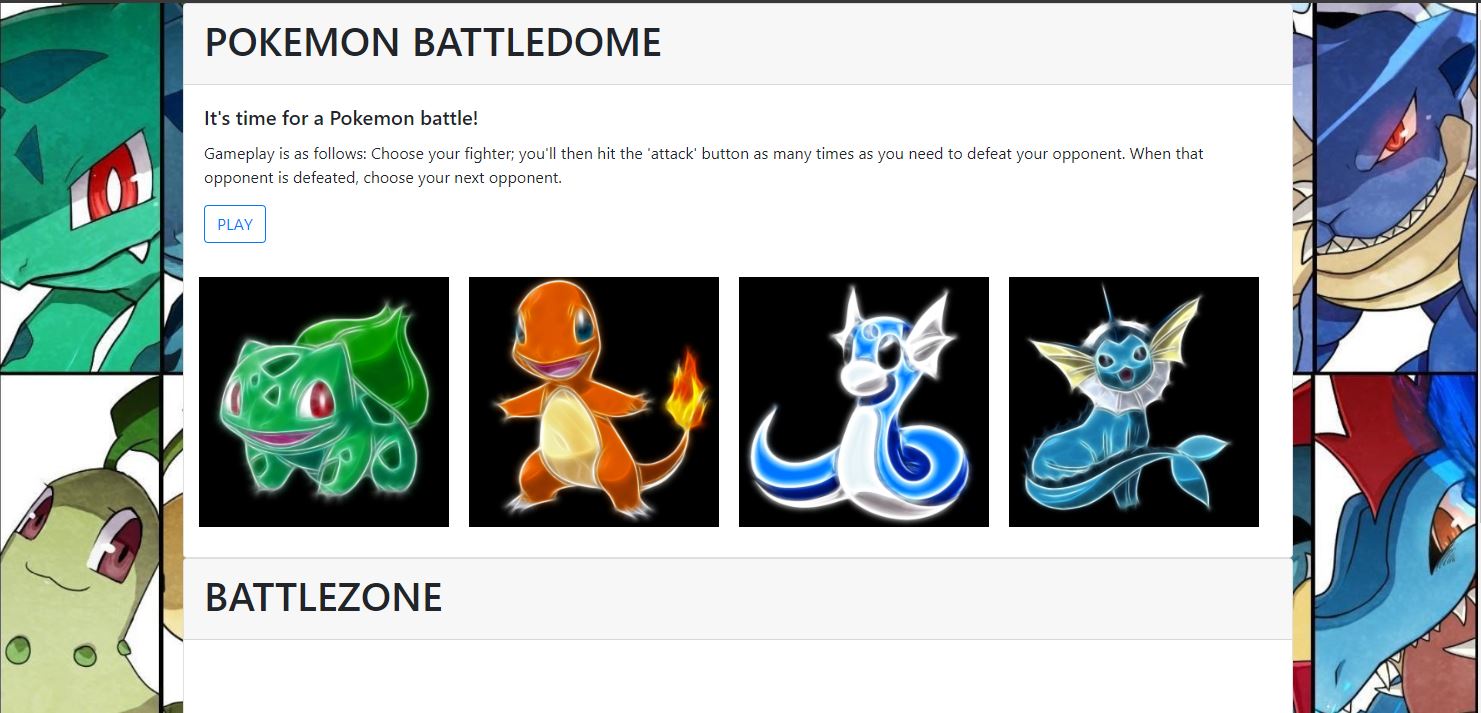 POKEMON BATTLEDOME
It's time for a Pokemon battle!
Gameplay is as follows: Choose your fighter; you'll then hit the 'attack' button as many times as you need to defeat your opponent. When that
opponent is defeated, choose your next opponent.
PLAY
BATTLEZONE